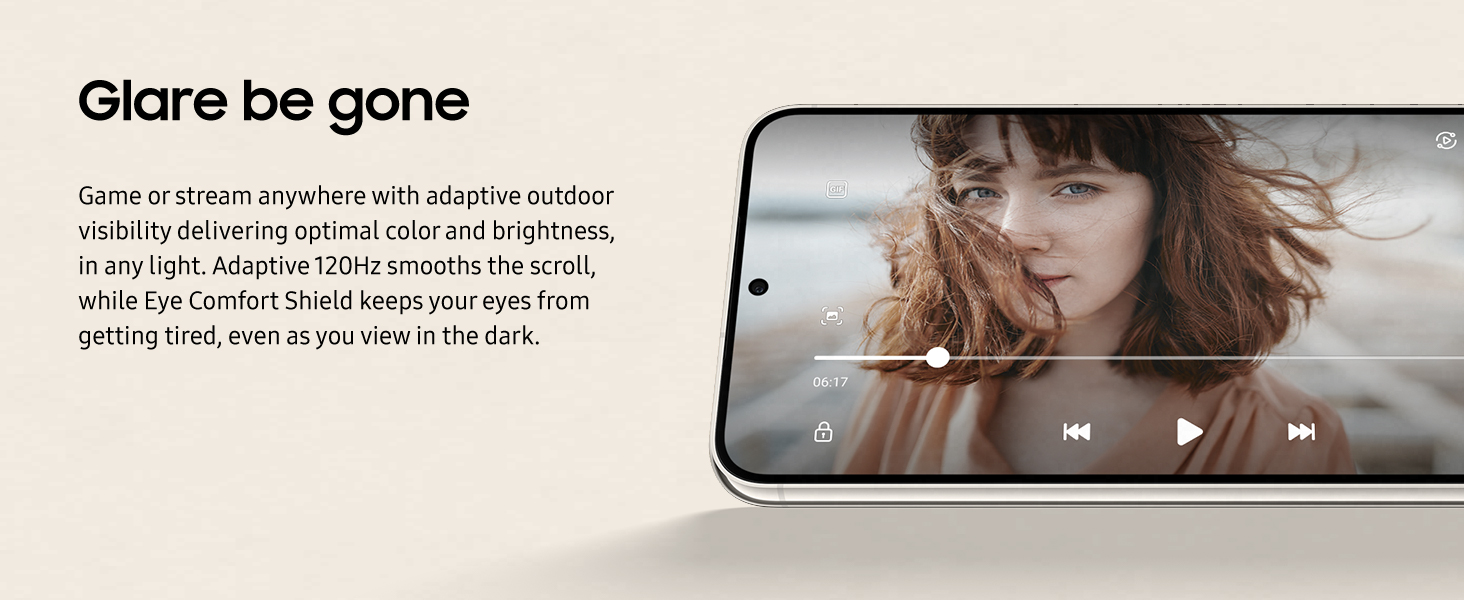 Glare be gone
Game or stream anywhere with adaptive outdoor
visibility delivering optimal color and brightness,
in any light. Adaptive 120Hz smooths the scroll,
while Eye Comfort Shield keeps your eyes from
getting tired, even as you view in the dark.
GIF
06:17